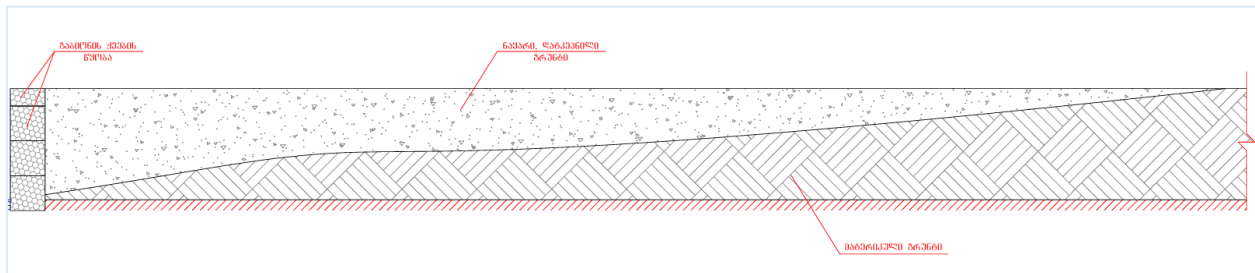 გაბიონის ქვების
წყობა
ნაყარი, დატკეპნილი
გრუნტი
მატერიკული გრუნტი